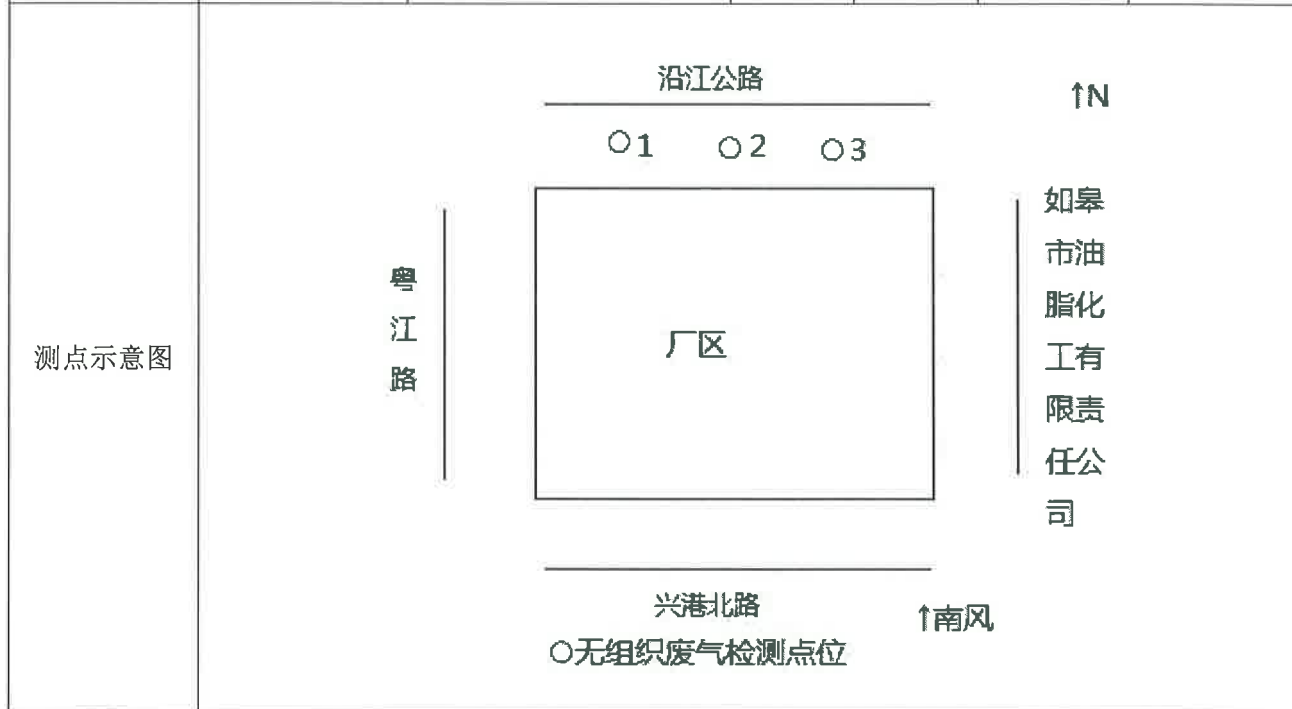 测点示意图
沿江公路
↑N
○1 ○2 ○3
粤
江
路
厂区
如皋
市油
脂化
工有
限责
任公
司
兴港北路
↑南风
○无组织废气检测点位